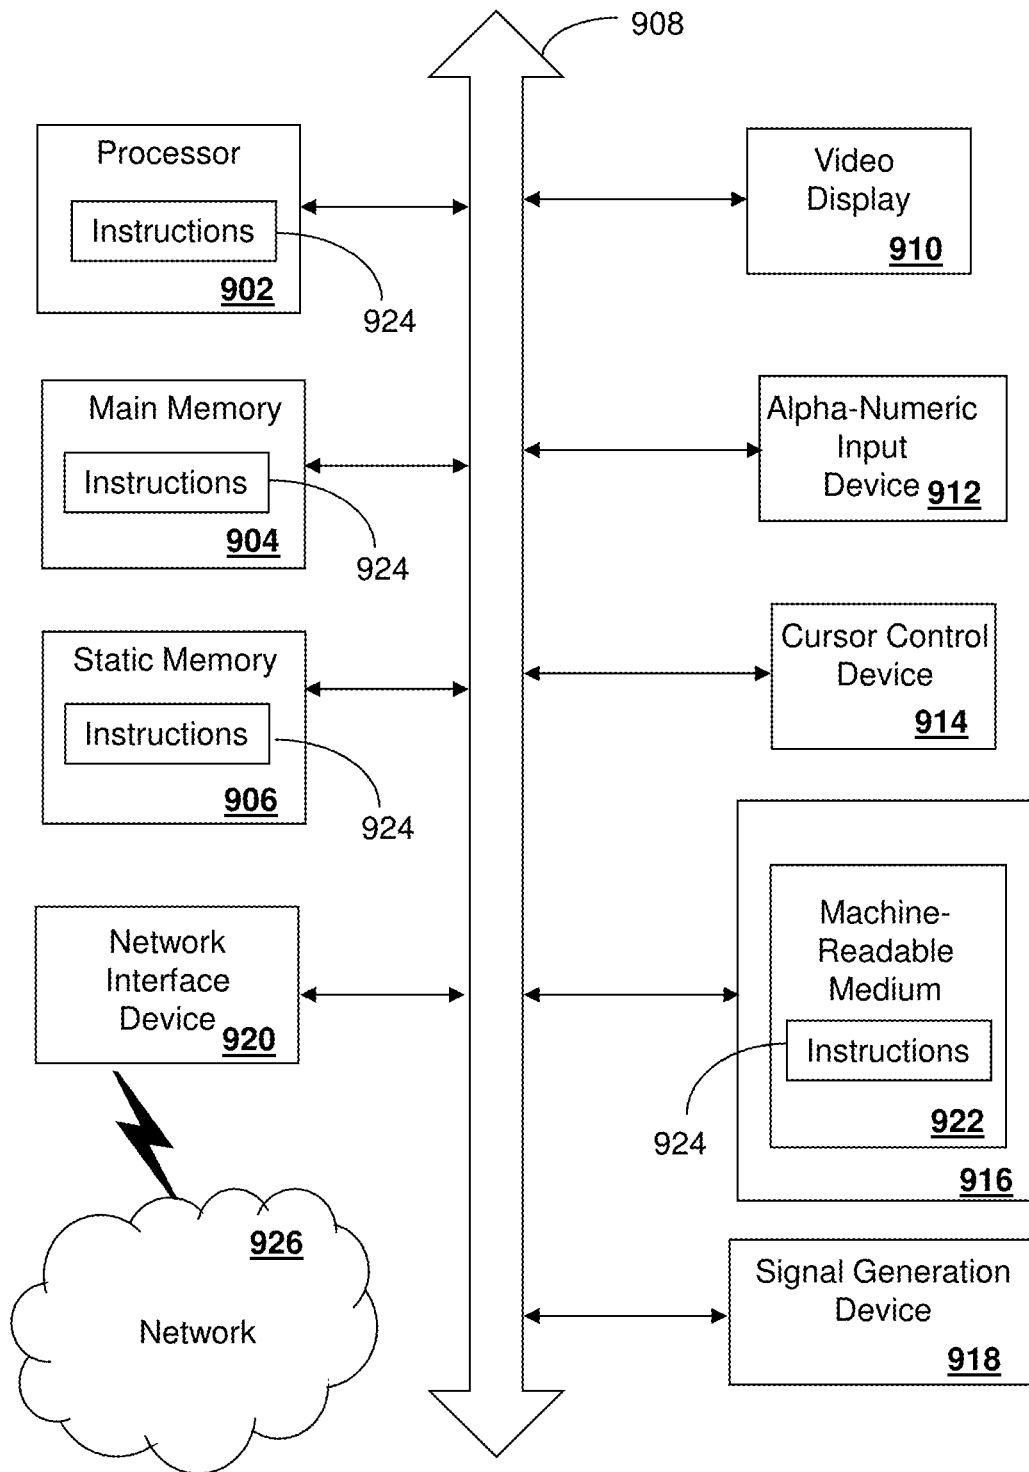 908
Processor
Instructions
902
924
Main Memory
Instructions
904
924
Static Memory
Instructions
906
924
Network
Interface
Device
920
926
Network
Video
Display
910
Alpha-Numeric
Input
Device
912
Cursor Control
Device
914
Machine-
Readable
Medium
Instructions
922
924
916
Signal Generation
Device
918